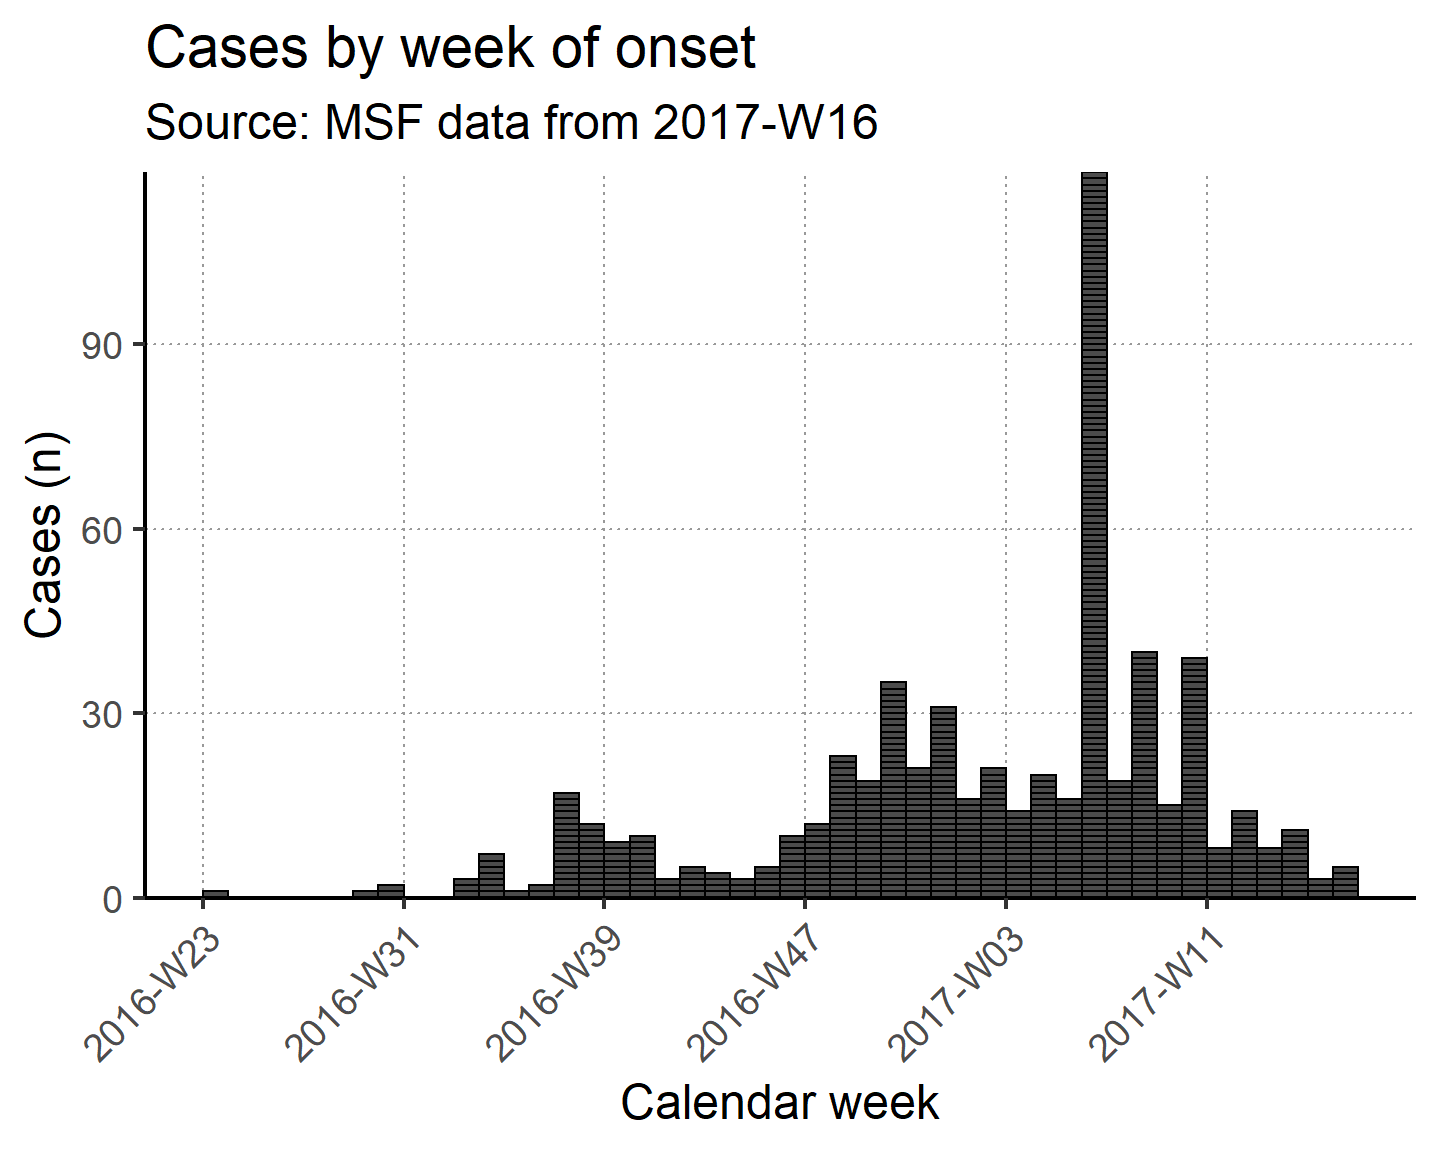 Cases by week of onset
Source: MSF data from 2017-W16
Cases (n)
90
60
30
0
2016-W23
2016-W31
2016-W39
2016-W47
2017-W03
2017-W11
Calendar week